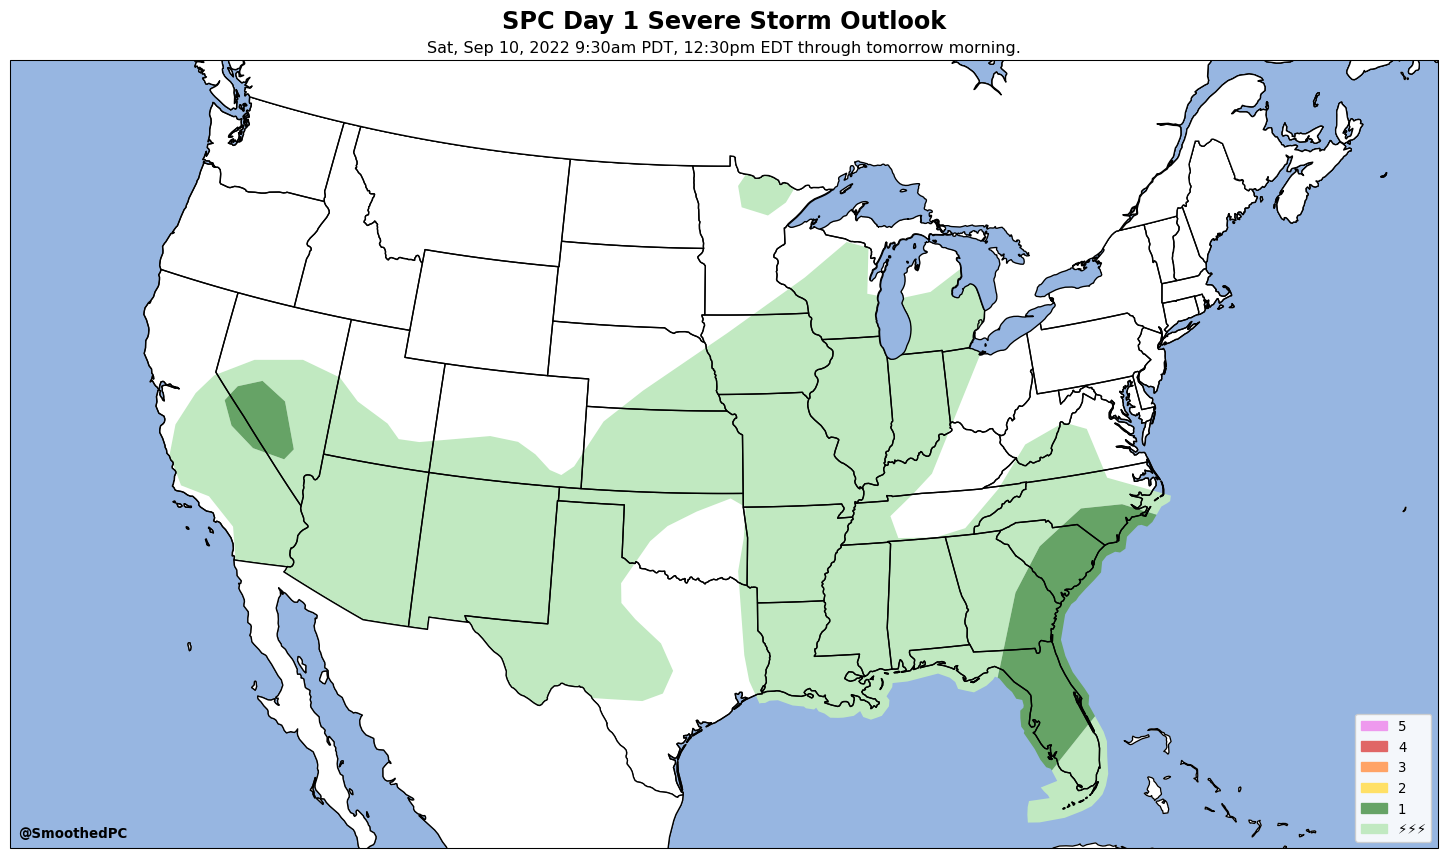 SPC Day 1 Severe Storm Outlook
Sat, Sep 10, 2022 9:30am PDT, 12:30pm EDT through tomorrow morning.
5
4
3
2
1
⚡⚡⚡
@SmoothedPC